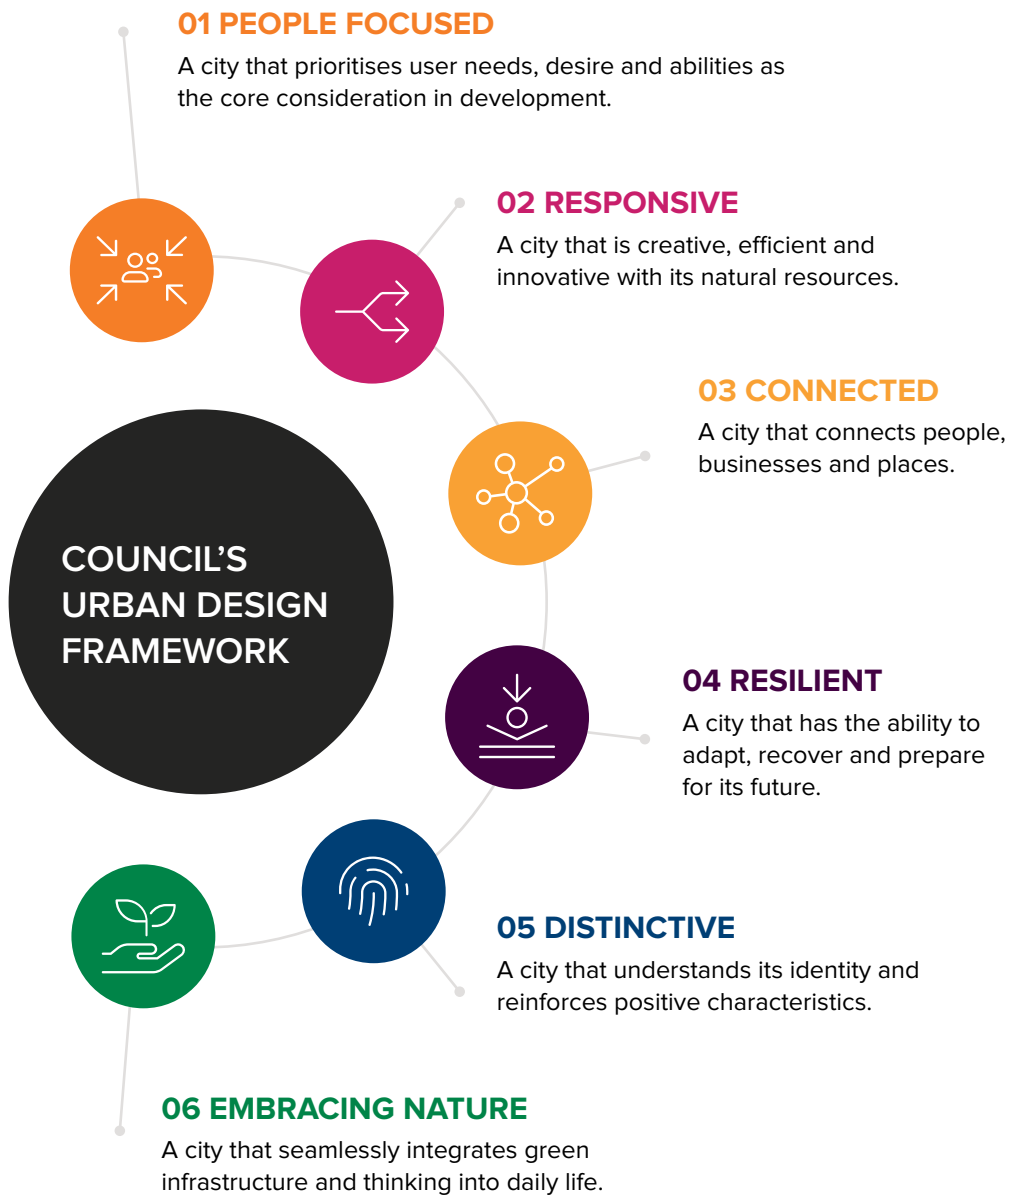 01 PEOPLE FOCUSED
A city that prioritises user needs, desire and abilities as
the core consideration in development.
02 RESPONSIVE
A city that is creative, efficient and
innovative with its natural resources.
03 CONNECTED
A city that connects people,
businesses and places.
COUNCIL’S
URBAN DESIGN
FRAMEWORK
04 RESILIENT
A city that has the ability to
adapt, recover and prepare
for its future.
05 DISTINCTIVE
A city that understands its identity and
reinforces positive characteristics.
06 EMBRACING NATURE
A city that seamlessly integrates green
infrastructure and thinking into daily life.